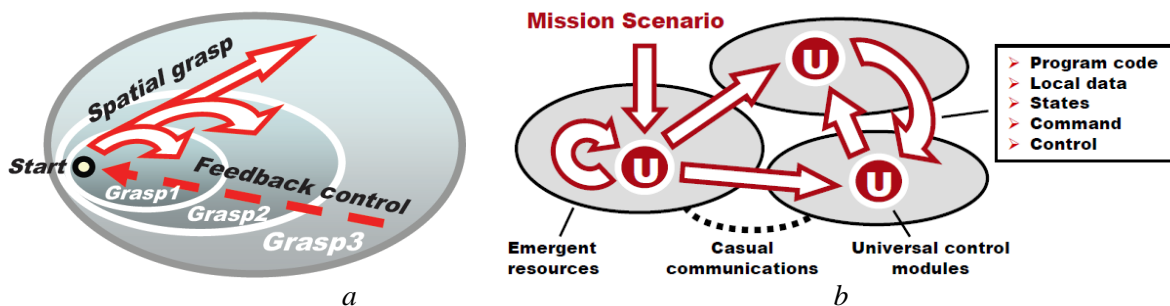 Spatial grasp
Start
Feedback control
Grasp1
Grasp2
Grasp3
a
Mission Scenario
U
U
U
➢ Program code
➢ Local data
➢ States
➢ Command
➢ Control
Emergent
resources
Casual
communications
Universal control
modules
b